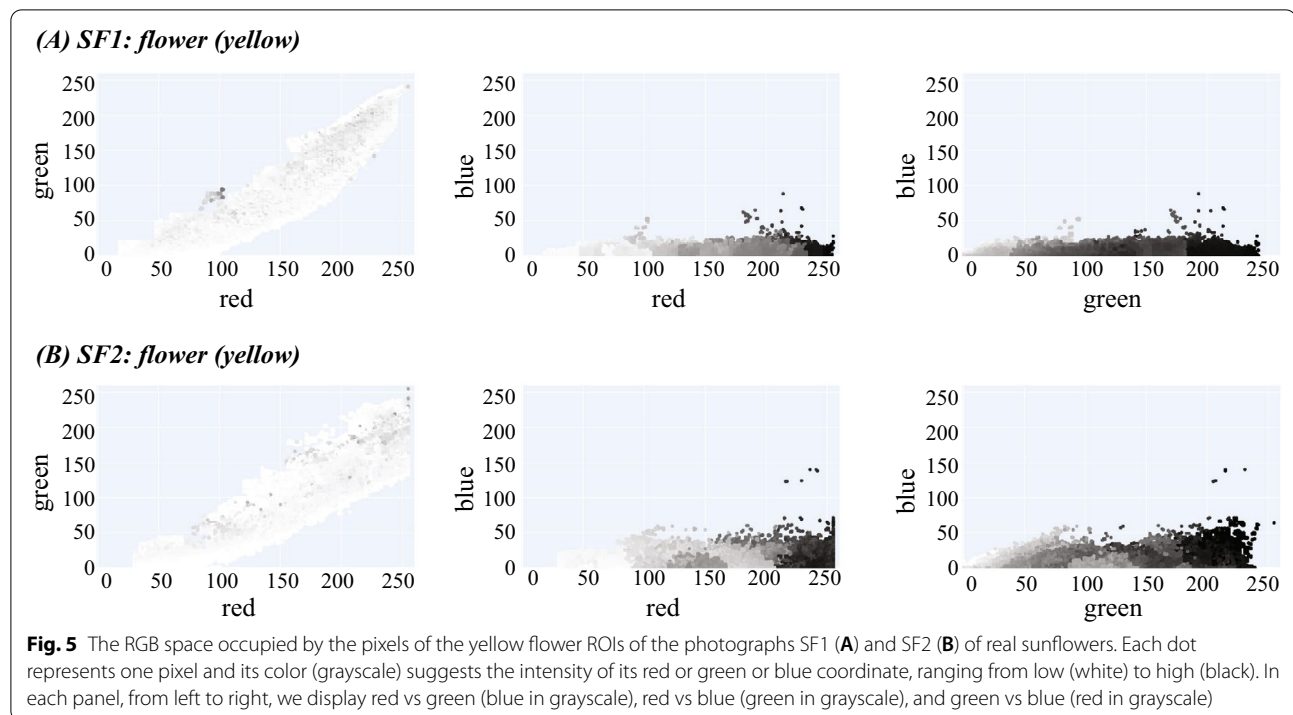 (A) SF1: flower (yellow)
250
200
150
100
50
0
green
0 50 100 150 200 250
red
250
200
150
100
50
0
blue
0 50 100 150 200 250
red
250
200
150
100
50
0
blue
0 50 100 150 200 250
green
(B) SF2: flower (yellow)
250
200
150
100
50
0
green
0 50 100 150 200 250
red
250
200
150
100
50
0
blue
0 50 100 150 200 250
red
250
200
150
100
50
0
blue
0 50 100 150 200 250
green
Fig. 5 The RGB space occupied by the pixels of the yellow flower ROIs of the photographs SF1 (A) and SF2 (B) of real sunflowers. Each dot
represents one pixel and its color (grayscale) suggests the intensity of its red or green or blue coordinate, ranging from low (white) to high (black). In
each panel, from left to right, we display red vs green (blue in grayscale), red vs blue (green in grayscale), and green vs blue (red in grayscale)